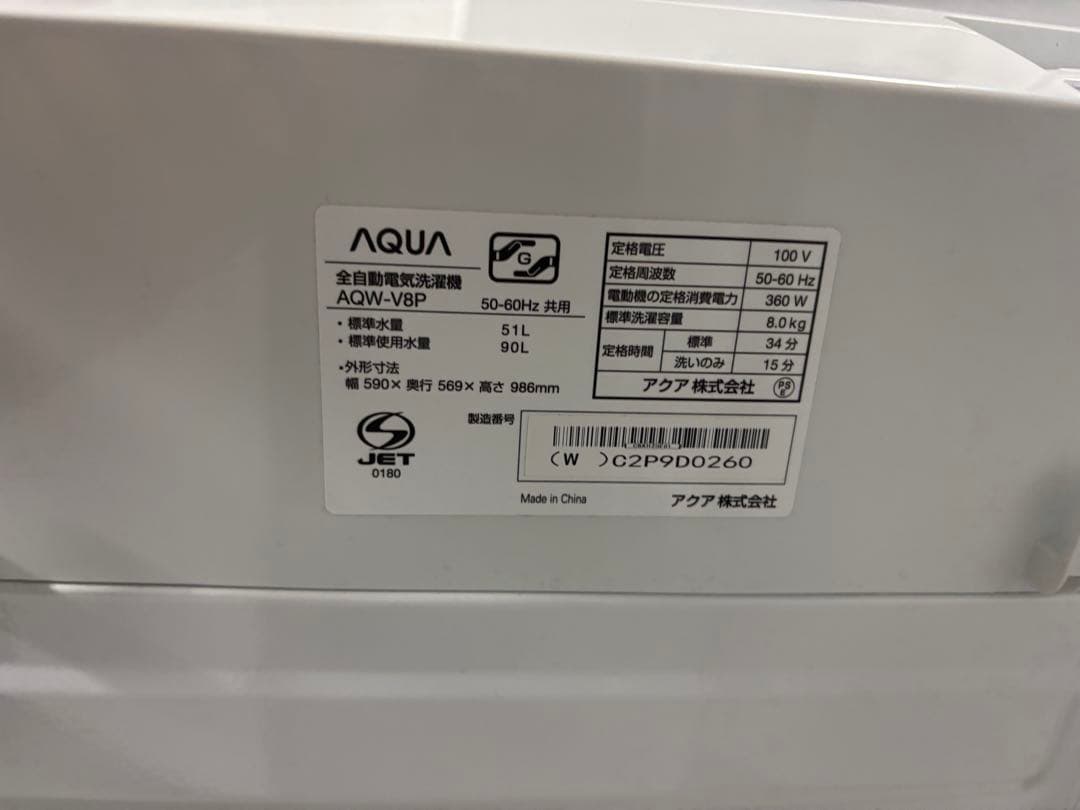 AQUA
G
全自動電気洗濯機
AQW-V8P
50-60Hz 共用
・標準水量 51L
・標準使用水量 90L
・外形寸法
幅 590× 奥行 569× 高さ 986mm
JET
0180
定格電圧 100 V
定格周波数 50-60 Hz
電動機の定格消費電力 360 W
標準洗濯容量 8.0 kg
定格時間 標準 34 分
洗いのみ 15 分
アクア 株式会社 PSE
製造番号
(W )C2P9D0260
Made in China
アクア 株式会社